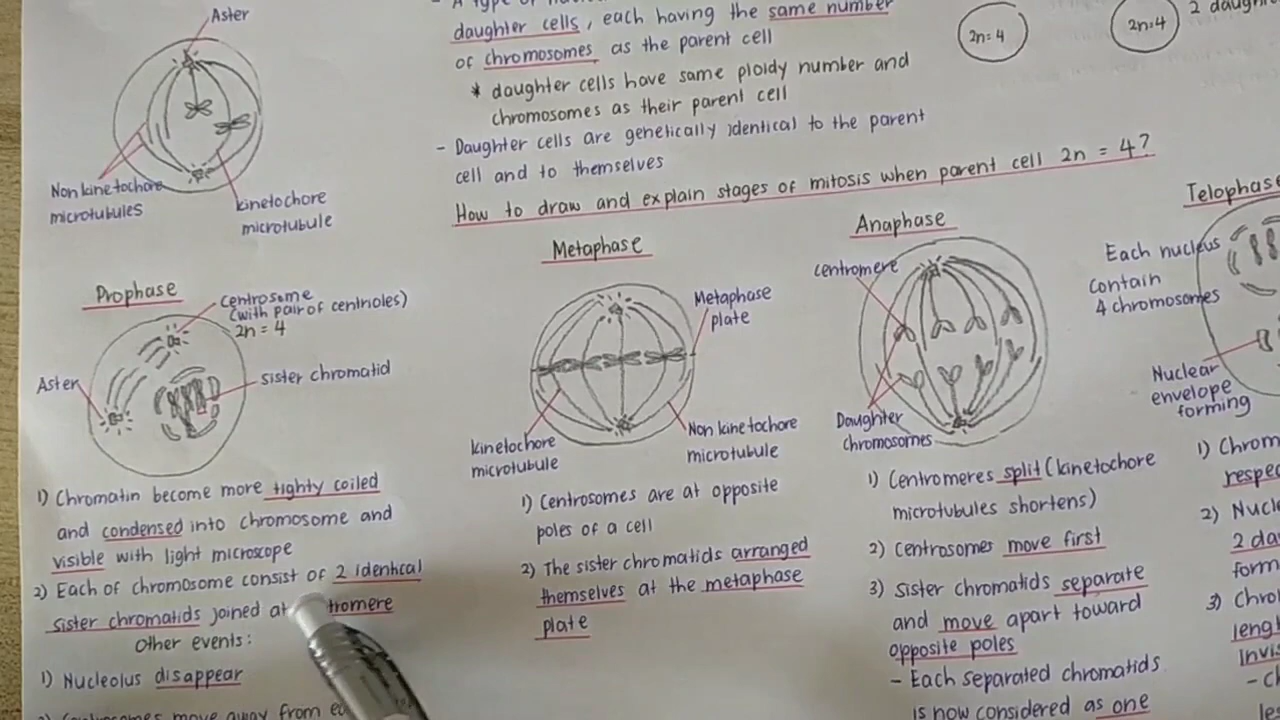 Aster
Non kinetochore
microtubules
kinetochore
microtubule
daughter cells, each having the same number
of chromosomes as the parent cell
* daughter cells have same ploidy number and
chromosomes as their parent cell
- Daughter cells are genetically identical to the parent
cell and to themselves
2n=4
2n=4
How to draw and explain stages of mitosis when parent cell 2n = 4?
Prophase
centrosome
(with pair of centrioles)
2n = 4
Aster
sister chromatid
1) Chromatin become more tighty coiled
and condensed into chromosome and
visible with light microscope
2) Each of chromosome consist of 2 identical
sister chromatids joined at
Other events:
1) Nucleolus disappear
move away from
Metaphase
Metaphase
plate
kinetochore
microtubule
Non kinetochore
microtubule
1) Centrosomes are at opposite
poles of a cell
2) The sister chromatids arranged
themselves at the metaphase
plate
Anaphase
centromere
Daughter
chromosomes
1) Centromeres split (kinetochore
microtubules shortens)
2) Centrosomes move first
3) Sister chromatids separate
and move apart toward
opposite poles
- Each separated chromatids
is now considered as one
Telophase
Each nucleus
contain
4 chromosomes
Nuclear
envelope
forming
1)
2)
3)